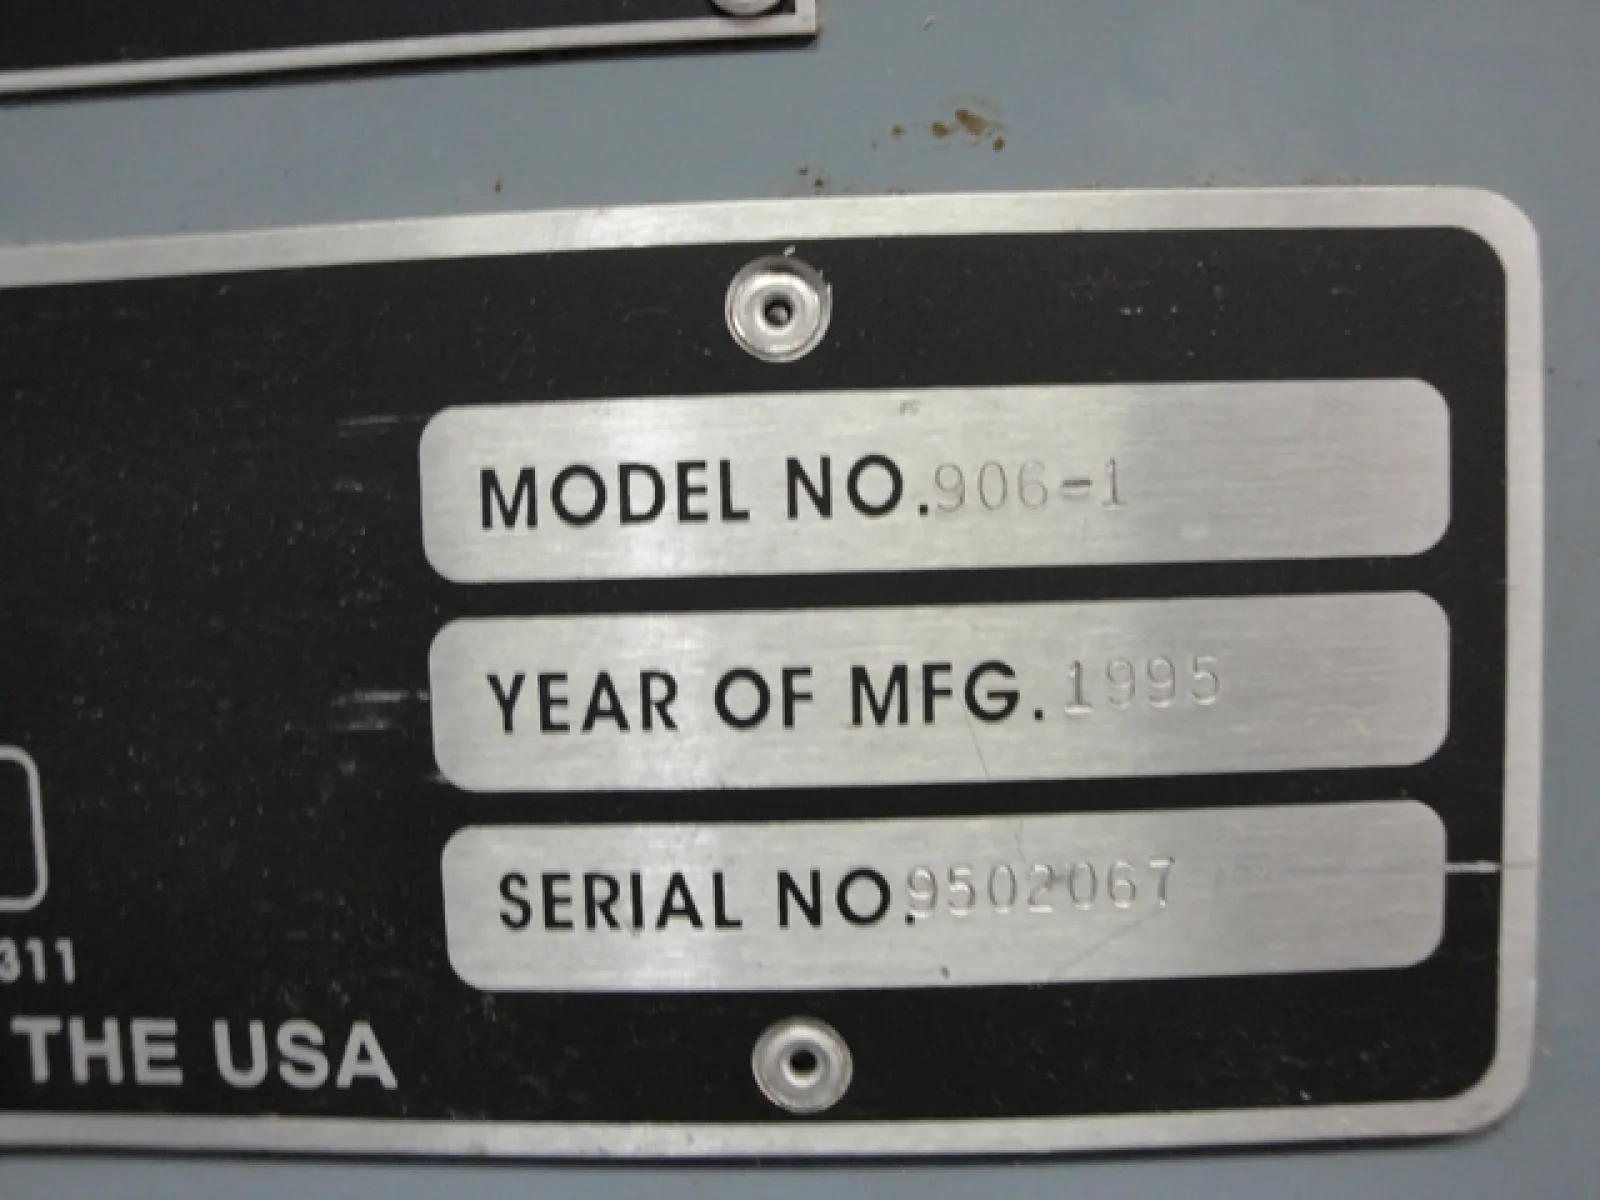 MODEL NO. 906-1
YEAR OF MFG. 1995
SERIAL NO. 9502067
311
THE USA